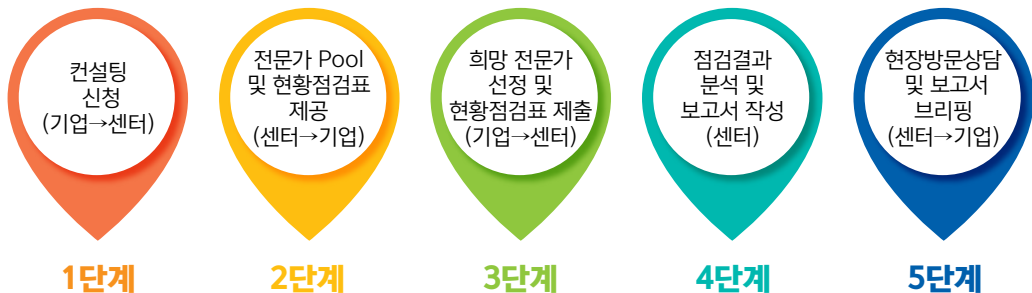 컨설팅
신청
(기업→센터)
1단계
전문가 Pool
및 현황점검표
제공
(센터→기업)
2단계
희망 전문가
선정 및
현황점검표 제출
(기업→센터)
3단계
점검결과
분석 및
보고서 작성
(센터)
4단계
현장방문상담
및 보고서
브리핑
(센터→기업)
5단계